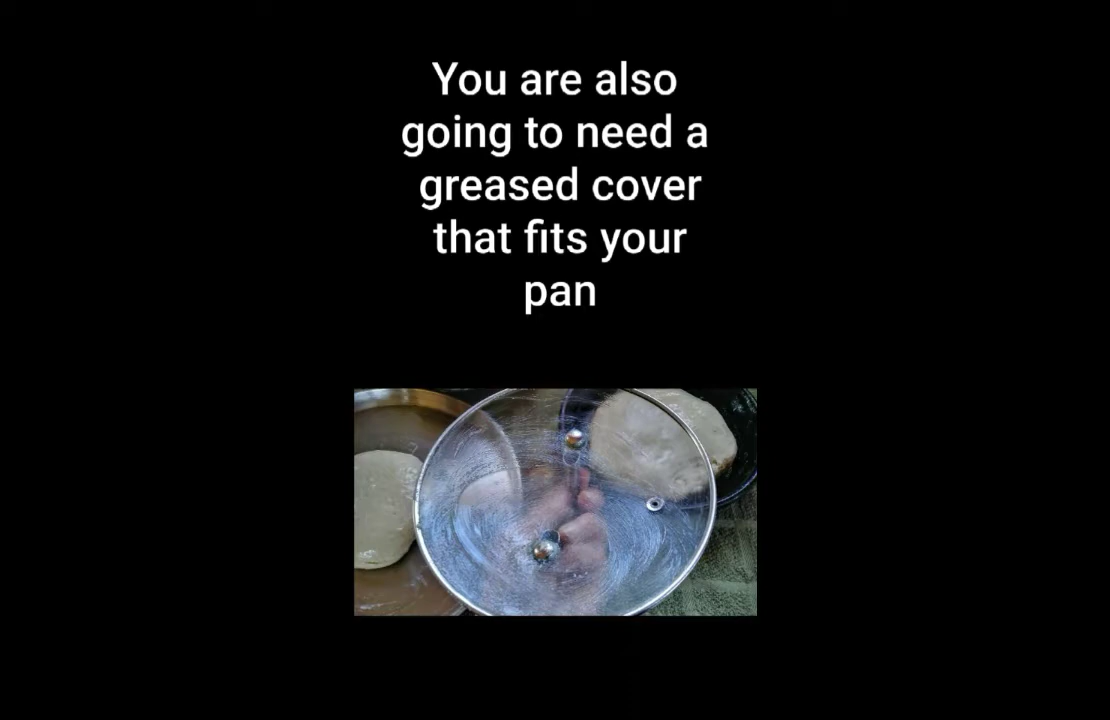 You are also
going to need a
greased cover
that fits your
pan